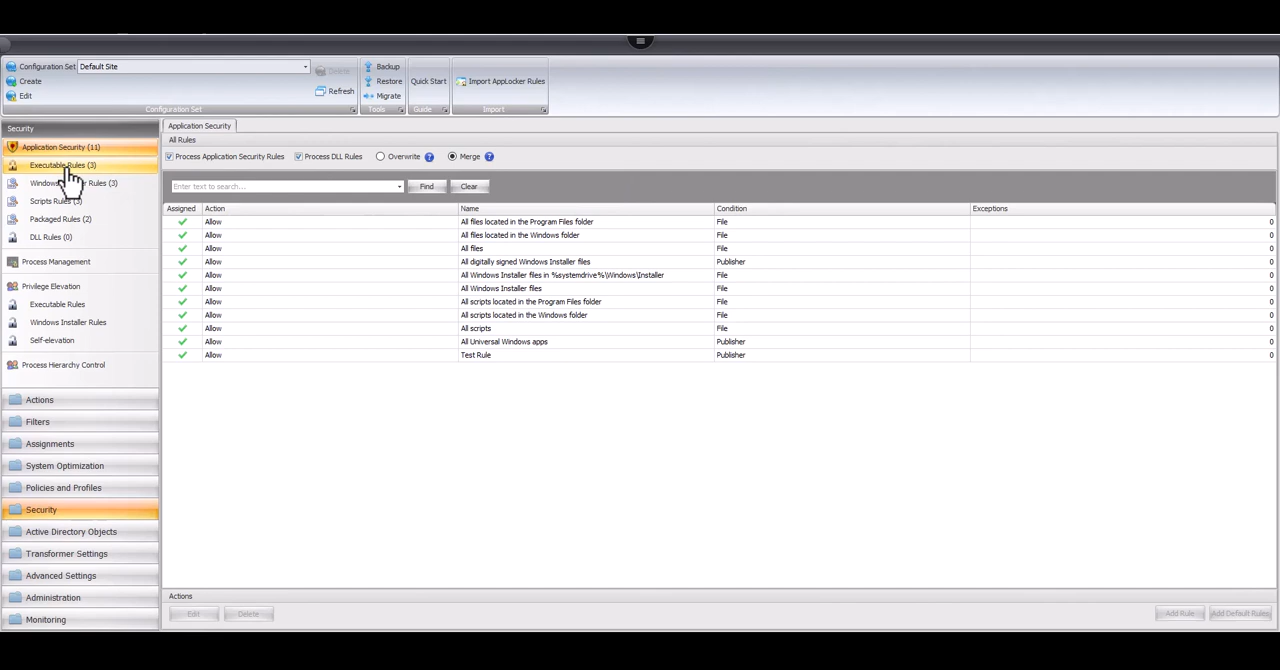 Configuration Set Default Site
Create
Edit
Delete
Refresh
Configuration Set
Backup
Restore
Migrate
Tools
Quick Start
Guide
Import AppLocker Rules
Import
Security
Application Security (11)
Executable Rules (3)
Rules (3)
Scripts Rules (3)
Packaged Rules (2)
DLL Rules (0)
Process Management
Privilege Elevation
Executable Rules
Windows Installer Rules
Self-elevation
Process Hierarchy Control
Actions
Filters
Assignments
System Optimization
Policies and Profiles
Security
Active Directory Objects
Transformer Settings
Advanced Settings
Administration
Monitoring
Application Security
All Rules
Process Application Security Rules Process DLL Rules Overwrite ? Merge ?
Enter text to search... Find Clear
Assigned Action Name Condition Exceptions
Allow All files located in the Program Files folder File 0
Allow All files located in the Windows folder File 0
Allow All files File 0
Allow All digitally signed Windows Installer files Publisher 0
Allow All Windows Installer files in %systemdrive%\Windows\Installer File 0
Allow All Windows Installer files File 0
Allow All scripts located in the Program Files folder File 0
Allow All scripts located in the Windows folder File 0
Allow All scripts File 0
Allow All Universal Windows apps Publisher 0
Allow Test Rule Publisher 0
Actions
Edit Delete Add Rule Add Default Rules